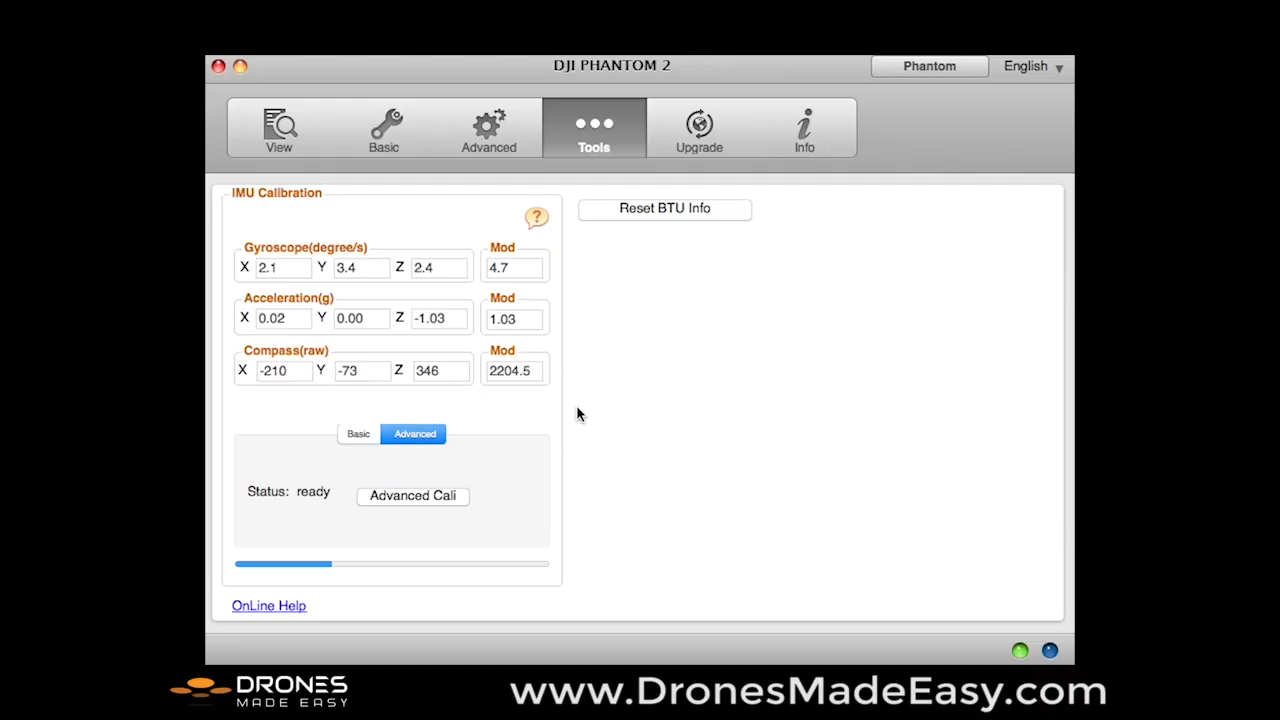 DJI PHANTOM 2
Phantom
English
View
Basic
Advanced
Tools
Upgrade
Info
IMU Calibration
?
Reset BTU Info
Gyroscope(degree/s)
Mod
X 2.1 Y 3.4 Z 2.4
4.7
Acceleration(g)
Mod
X 0.02 Y 0.00 Z -1.03
1.03
Compass(raw)
Mod
X -210 Y -73 Z 346
2204.5
Basic
Advanced
Status: ready
Advanced Cali
OnLine Help
DRONES
MADE EASY
www.DronesMadeEasy.com